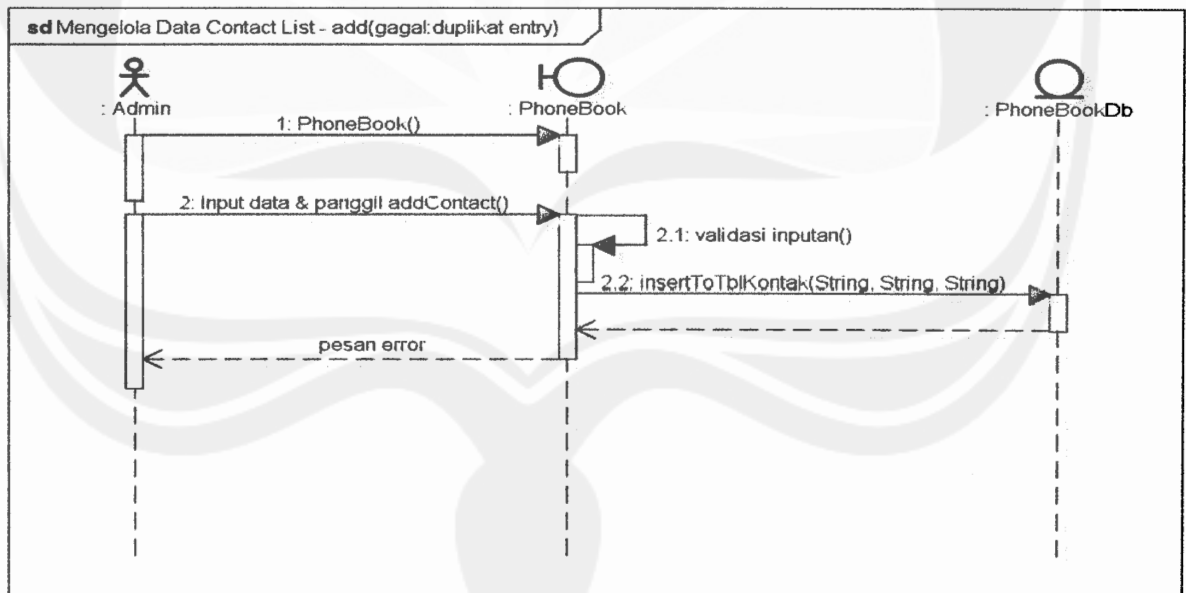 sd Mengelola Data Contact List - add(gagal:duplikat entry)
: Admin
: PhoneBook
: PhoneBookDb
1: PhoneBook()
2: Input data & panggil addContact()
2.1: validasi inputan()
2.2: insertToTblKontak(String, String, String)
pesan error